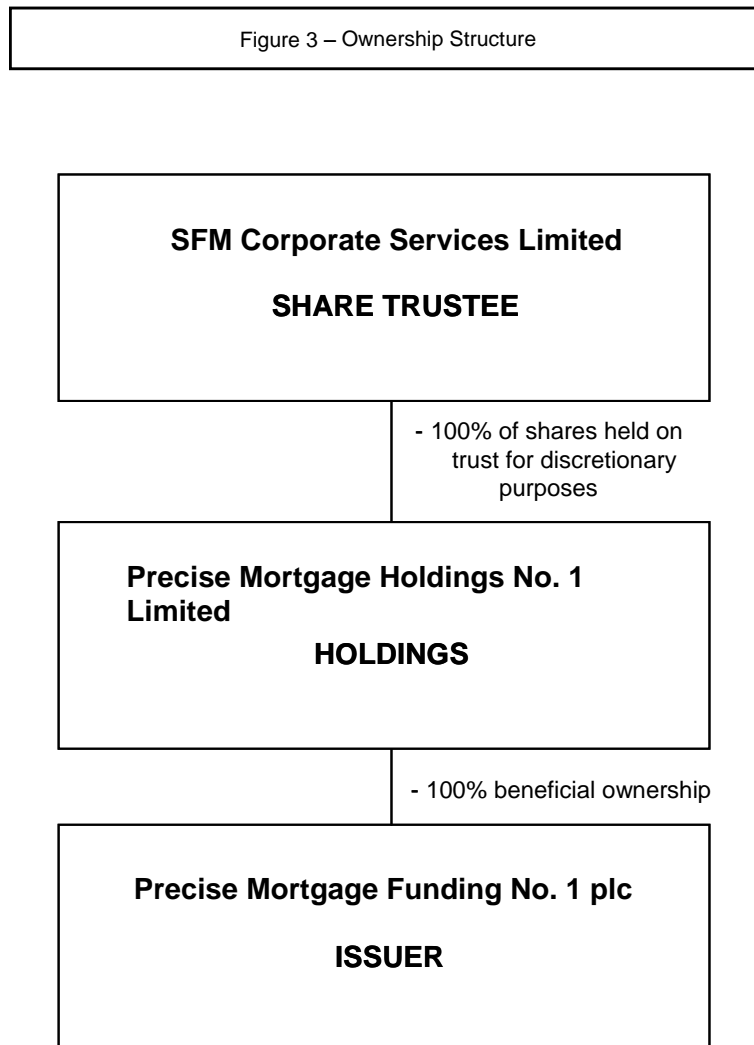 Figure 3 – Ownership Structure
SFM Corporate Services Limited
SHARE TRUSTEE
- 100% of shares held on
trust for discretionary
purposes
Precise Mortgage Holdings No. 1
Limited
HOLDINGS
- 100% beneficial ownership
Precise Mortgage Funding No. 1 plc
ISSUER